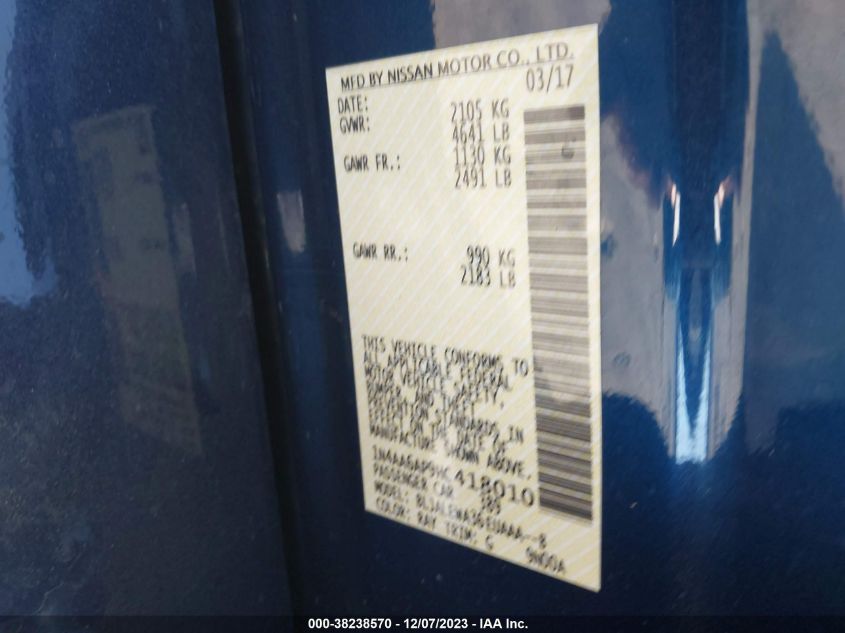 MFD BY NISSAN MOTOR CO., LTD.
DATE: 03/17
GVWR: 2105 KG
4641 LB
GAWR FR.: 1130 KG
2491 LB
GAWR RR.: 990 KG
2183 LB
THIS VEHICLE CONFORMS TO
ALL APPLICABLE FEDERAL
MOTOR VEHICLE SAFETY,
BUMPER, AND THEFT
PREVENTION STANDARDS IN
EFFECT ON THE DATE OF
MANUFACTURE SHOWN ABOVE.
1N4AA6AP9HC 418010
PASSENGER CAR
MODEL:
COLOR: RAY TRIM: G 9N00A
000-38238570 - 12/07/2023 - IAA Inc.